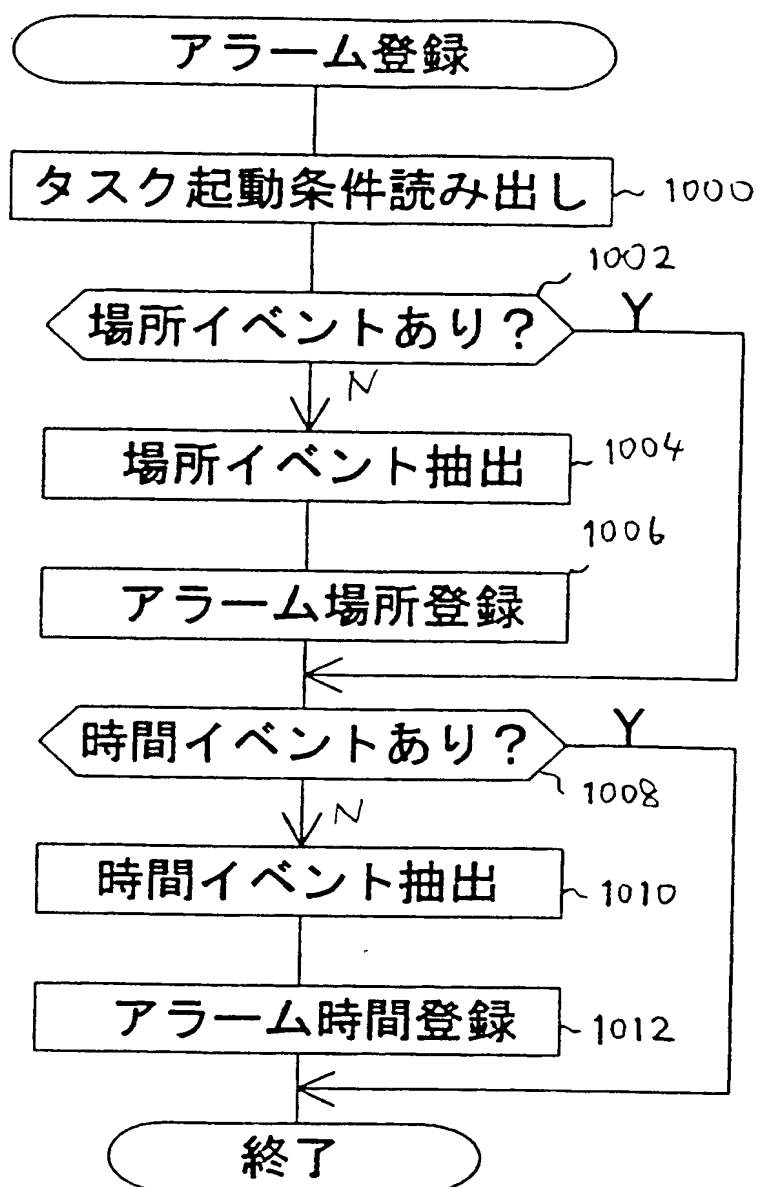 アラーム登録
タスク起動条件読み出し
1000
1002
場所イベントあり?
Y
N
場所イベント抽出
1004
1006
アラーム場所登録
時間イベントあり?
Y
1008
N
時間イベント抽出
1010
アラーム時間登録
1012
終了